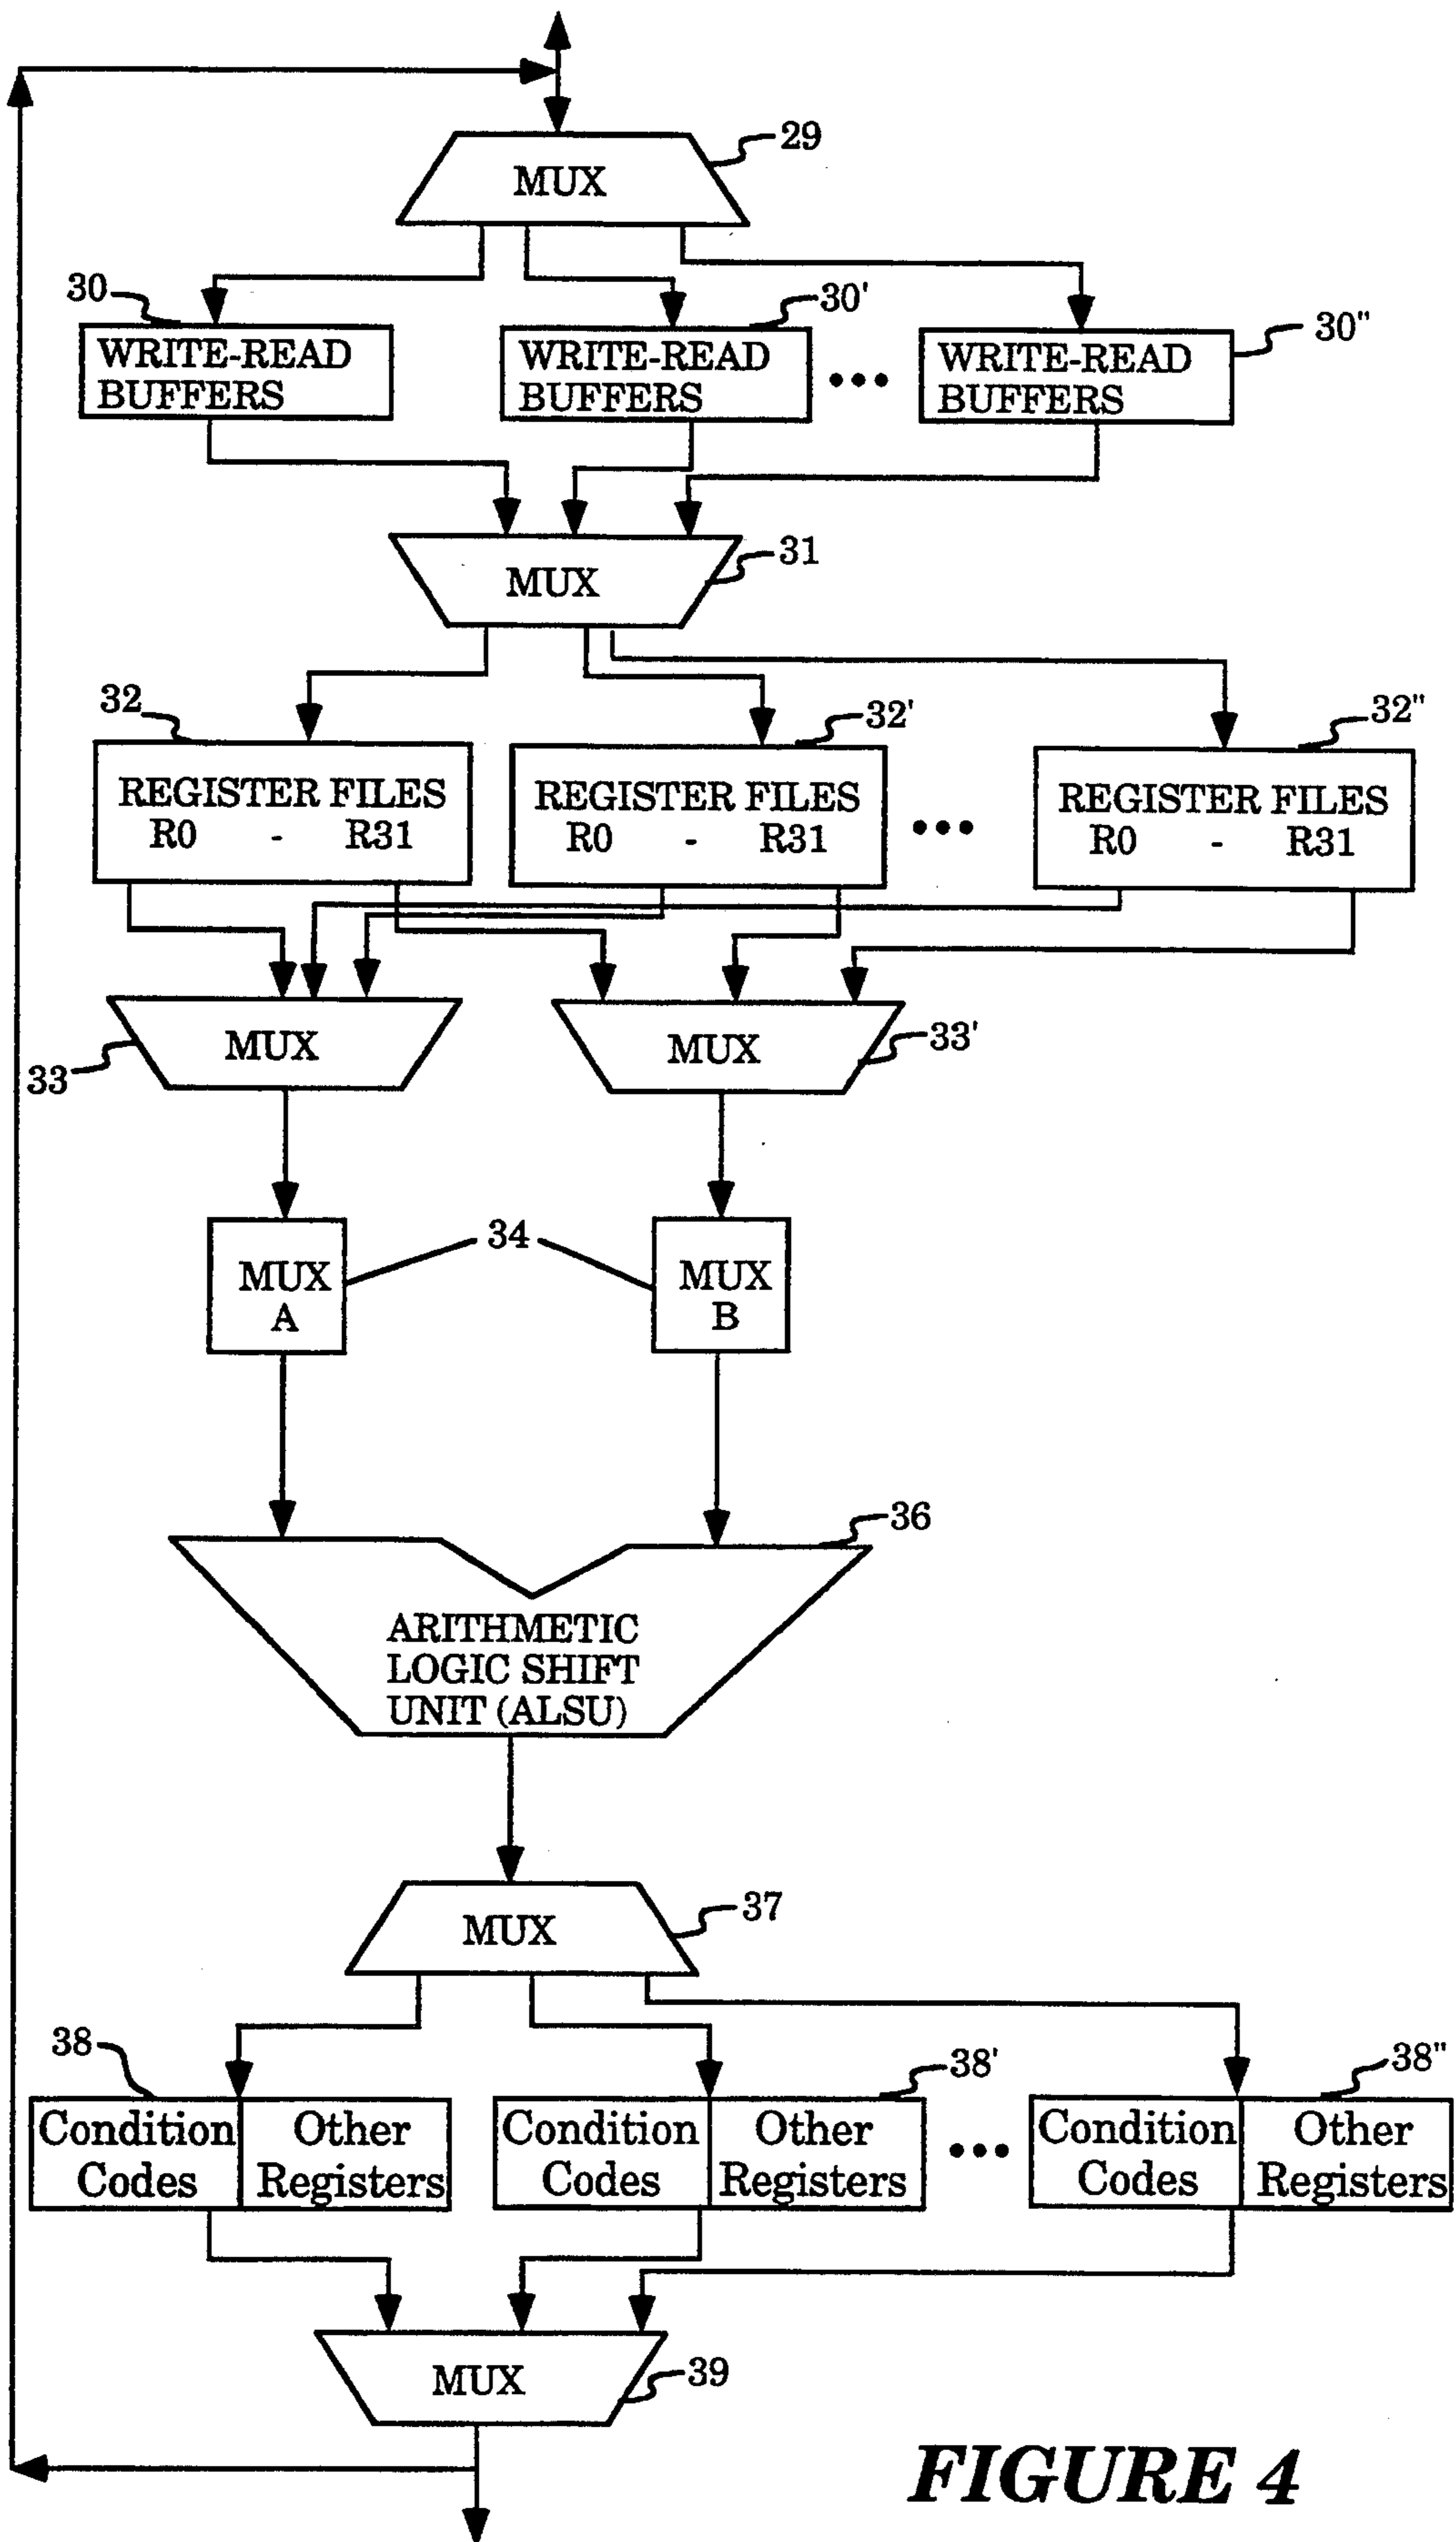 29
MUX
30
30'
30"
WRITE-READ
BUFFERS
WRITE-READ
BUFFERS
•••
WRITE-READ
BUFFERS
31
MUX
32
32'
32"
REGISTER FILES
R0 - R31
REGISTER FILES
R0 - R31
•••
REGISTER FILES
R0 - R31
MUX
33
MUX
33'
34
MUX
A
MUX
B
36
ARITHMETIC
LOGIC SHIFT
UNIT (ALSU)
37
MUX
38
38'
38"
Condition
Codes
Other
Registers
Condition
Codes
Other
Registers
•••
Condition
Codes
Other
Registers
MUX
39
FIGURE 4